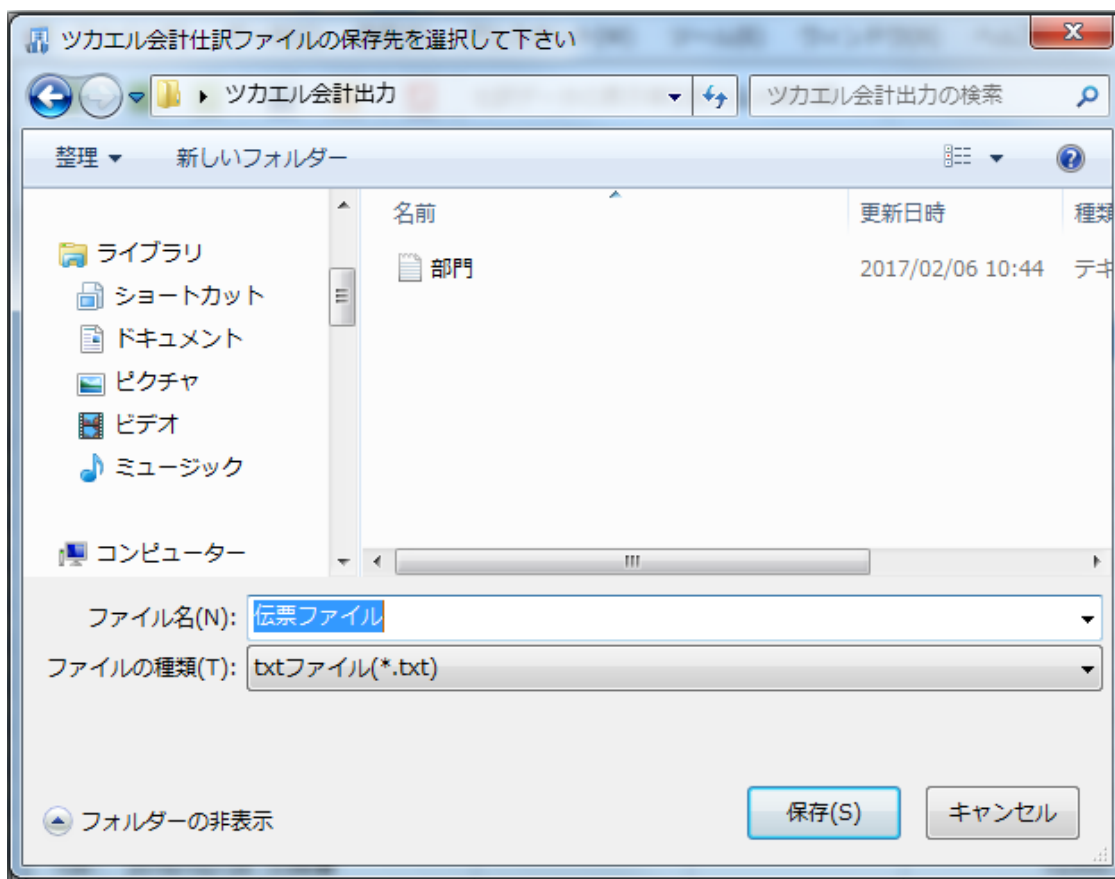 ツカエル会計仕訳ファイルの保存先を選択して下さい
ツカエル会計出力
ツカエル会計出力の検索
整理
新しいフォルダー
名前
更新日時
種類
ライブラリ
部門
2017/02/06 10:44
テキ
ショートカット
ドキュメント
ピクチャ
ビデオ
ミュージック
コンピューター
ファイル名(N):
伝票ファイル
ファイルの種類(T):
txtファイル(*.txt)
フォルダーの非表示
保存(S)
キャンセル